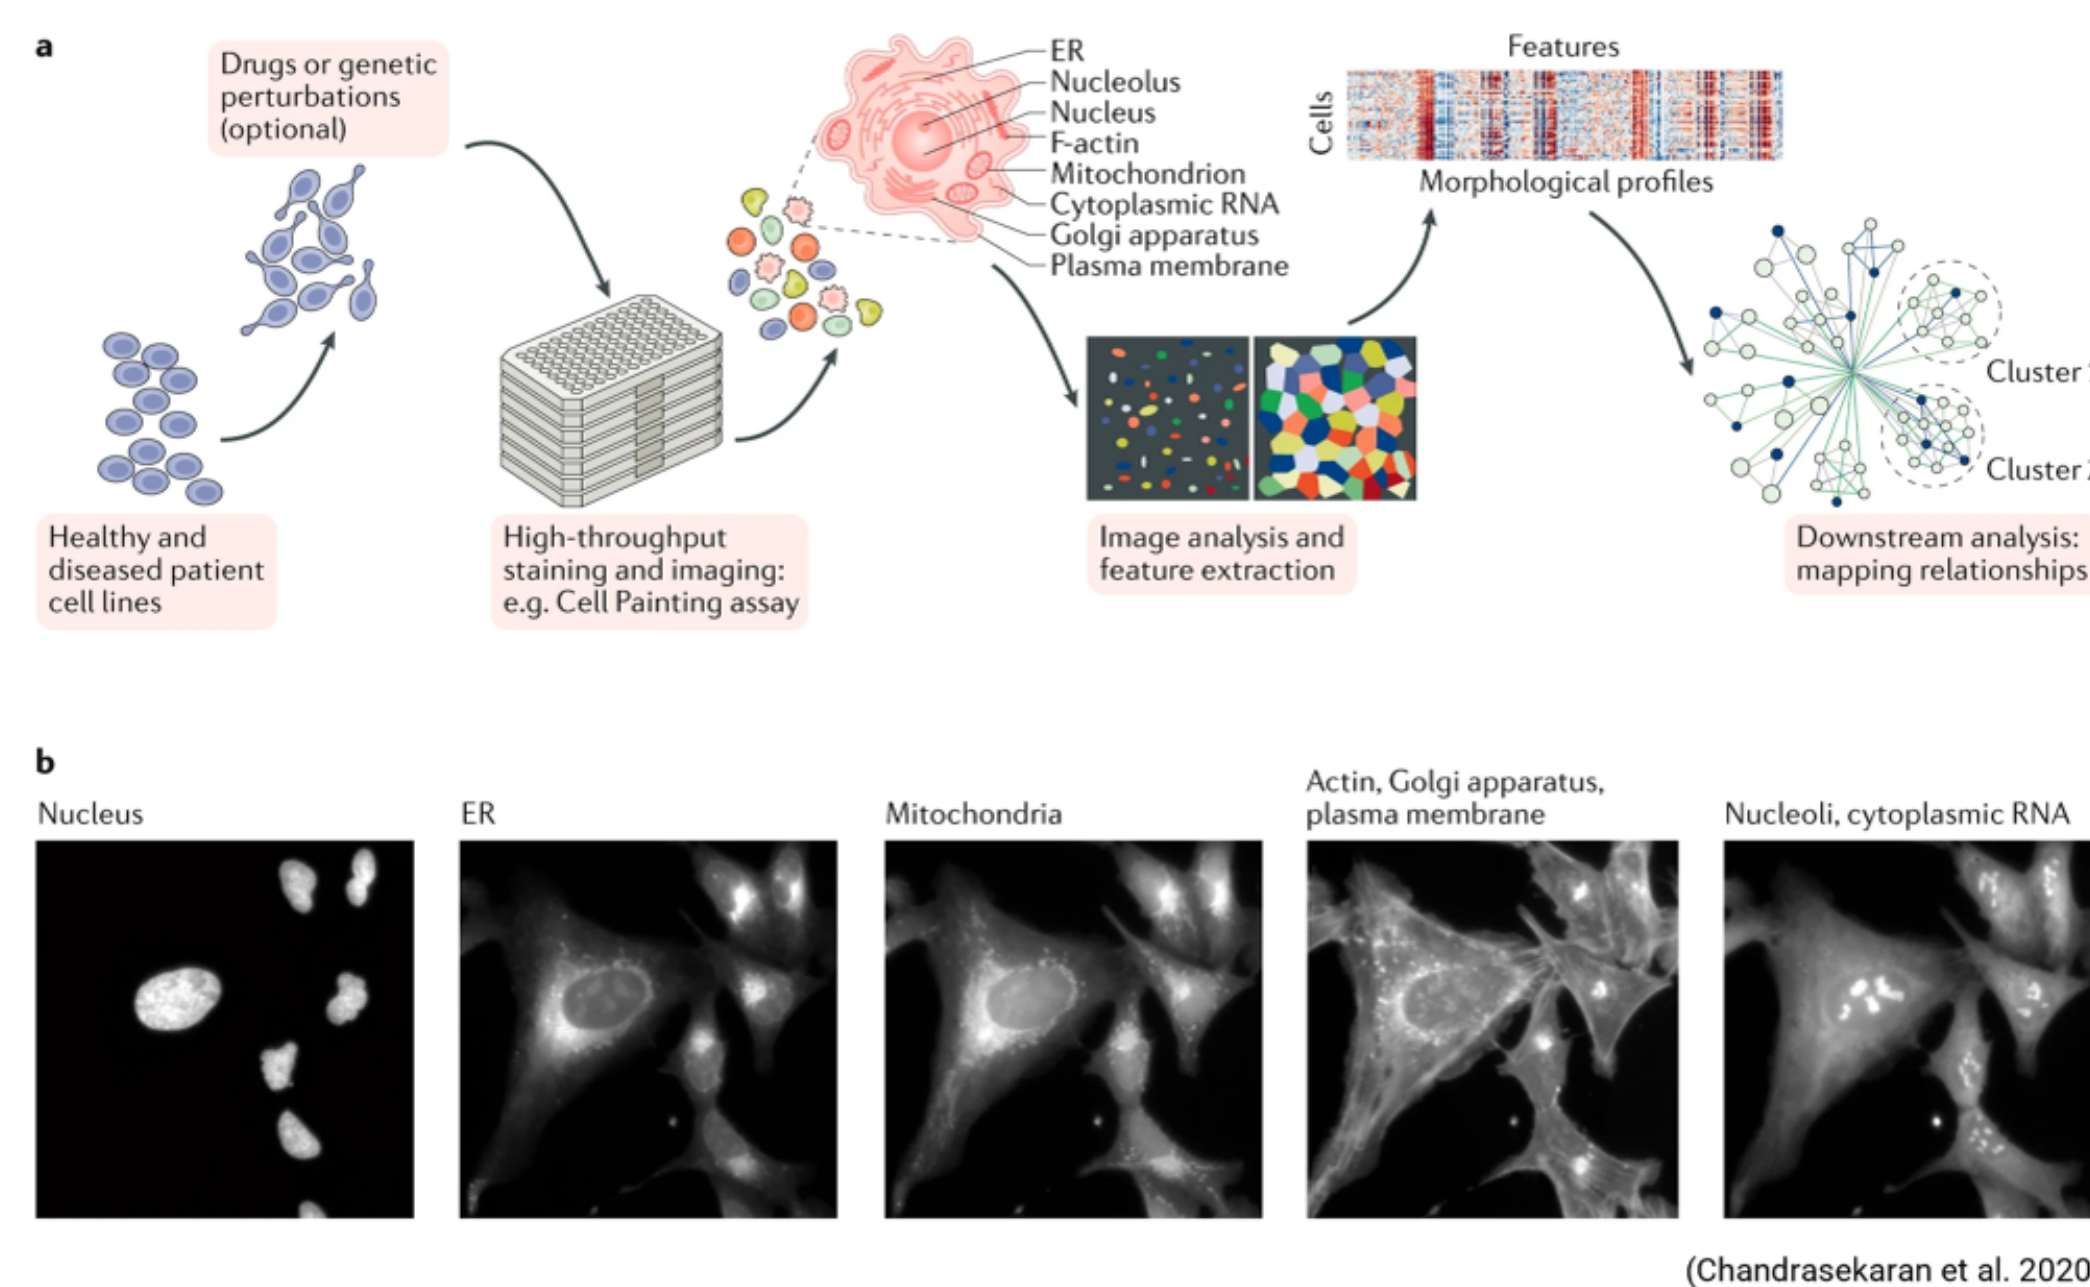 a
Drugs or genetic
perturbations
(optional)
Healthy and
diseased patient
cell lines
High-throughput
staining and imaging:
e.g. Cell Painting assay
ER
Nucleolus
Nucleus
F-actin
Mitochondrion
Cytoplasmic RNA
Golgi apparatus
Plasma membrane
Image analysis and
feature extraction
Features
Cells
Morphological profiles
Cluster
Cluster
Downstream analysis:
mapping relationships
b
Nucleus
ER
Mitochondria
Actin, Golgi apparatus,
plasma membrane
Nucleoli, cytoplasmic RNA
(Chandrasekaran et al. 2020